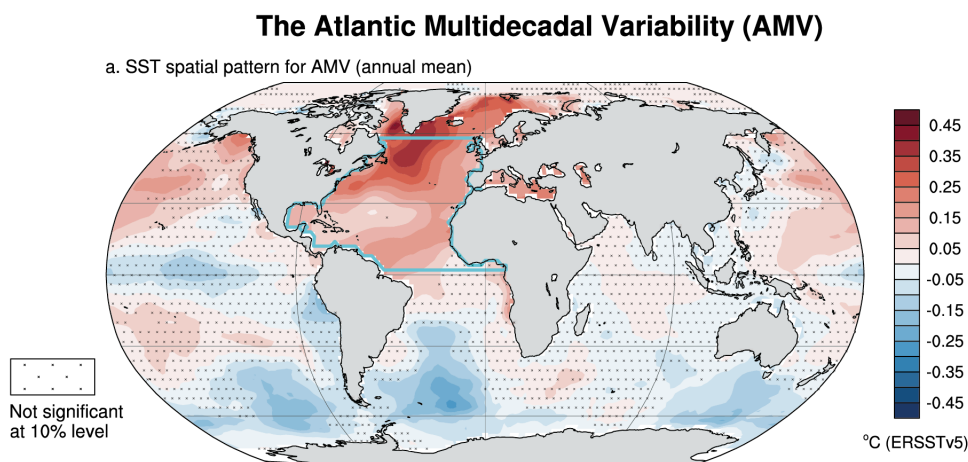 The Atlantic Multidecadal Variability (AMV)
a. SST spatial pattern for AMV (annual mean)
0.45
0.35
0.25
0.15
0.05
-0.05
-0.15
-0.25
-0.35
-0.45
Not significant
at 10% level
°C (ERSSTv5)